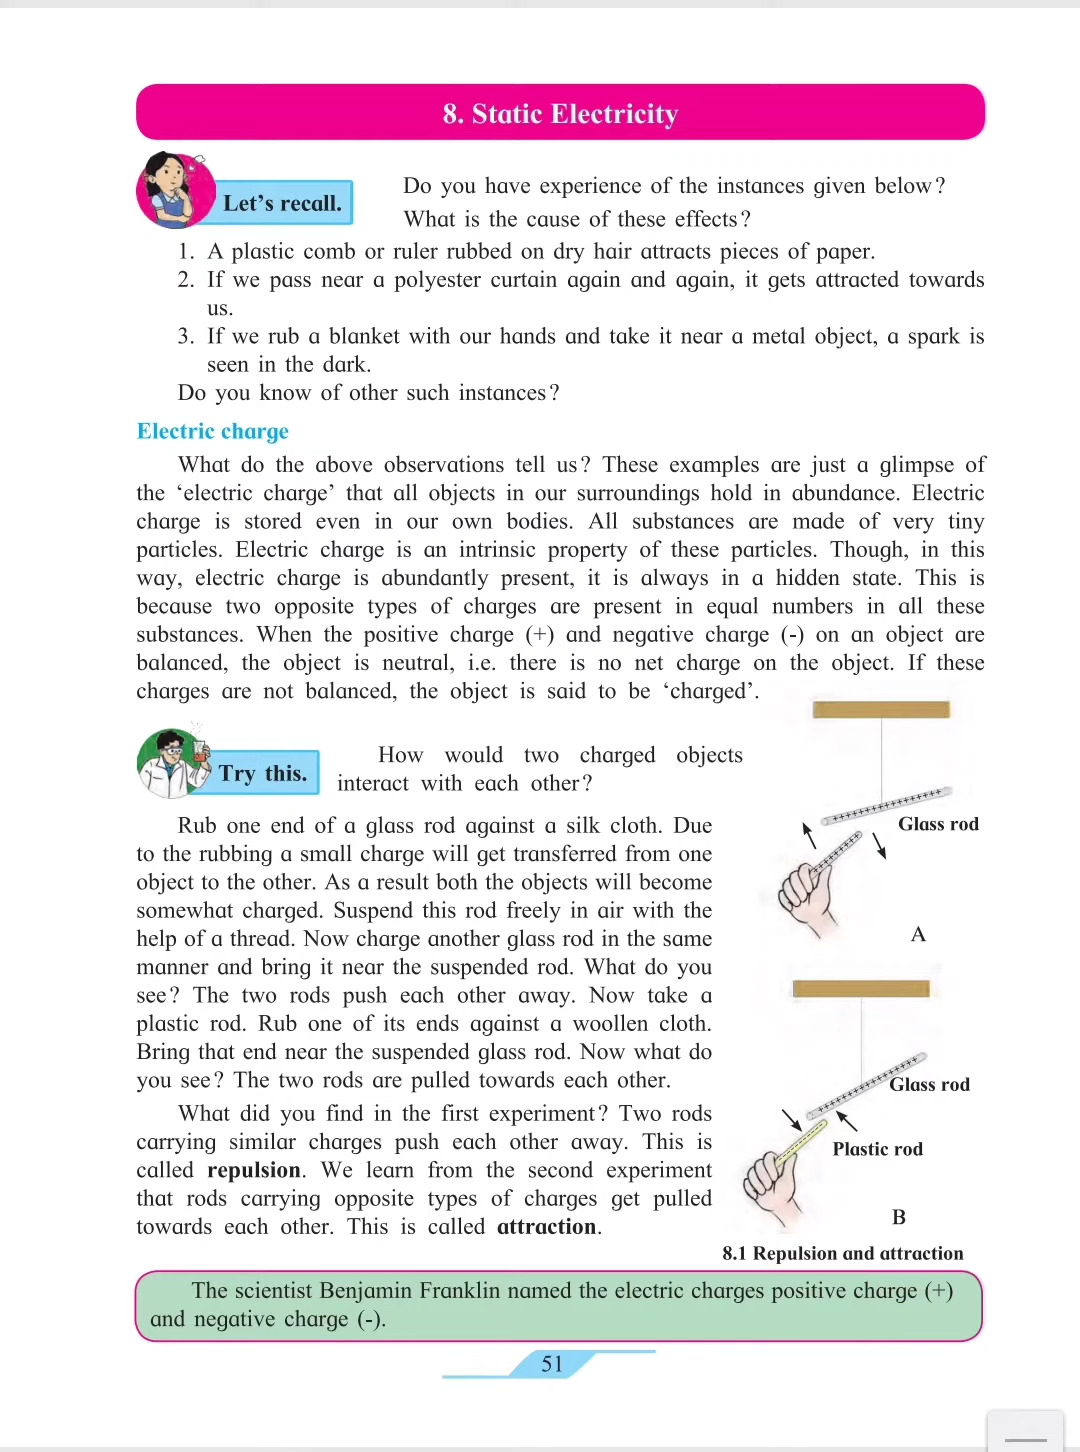 8. Static Electricity
Let's recall.
Do you have experience of the instances given below?
What is the cause of these effects?
1. A plastic comb or ruler rubbed on dry hair attracts pieces of paper.
2. If we pass near a polyester curtain again and again, it gets attracted towards
us.
3. If we rub a blanket with our hands and take it near a metal object, a spark is
seen in the dark.
Do you know of other such instances?
Electric charge
What do the above observations tell us? These examples are just a glimpse of
the 'electric charge' that all objects in our surroundings hold in abundance. Electric
charge is stored even in our own bodies. All substances are made of very tiny
particles. Electric charge is an intrinsic property of these particles. Though, in this
way, electric charge is abundantly present, it is always in a hidden state. This is
because two opposite types of charges are present in equal numbers in all these
substances. When the positive charge (+) and negative charge (-) on an object are
balanced, the object is neutral, i.e. there is no net charge on the object. If these
charges are not balanced, the object is said to be 'charged'.
Try this.
How would two charged objects
interact with each other?
Rub one end of a glass rod against a silk cloth. Due
to the rubbing a small charge will get transferred from one
object to the other. As a result both the objects will become
somewhat charged. Suspend this rod freely in air with the
help of a thread. Now charge another glass rod in the same
manner and bring it near the suspended rod. What do you
see? The two rods push each other away. Now take a
plastic rod. Rub one of its ends against a woollen cloth.
Bring that end near the suspended glass rod. Now what do
you see? The two rods are pulled towards each other.
What did you find in the first experiment? Two rods
carrying similar charges push each other away. This is
called repulsion. We learn from the second experiment
that rods carrying opposite types of charges get pulled
towards each other. This is called attraction.
Glass rod
A
Glass rod
Plastic rod
B
8.1 Repulsion and attraction
The scientist Benjamin Franklin named the electric charges positive charge (+)
and negative charge (-).
51